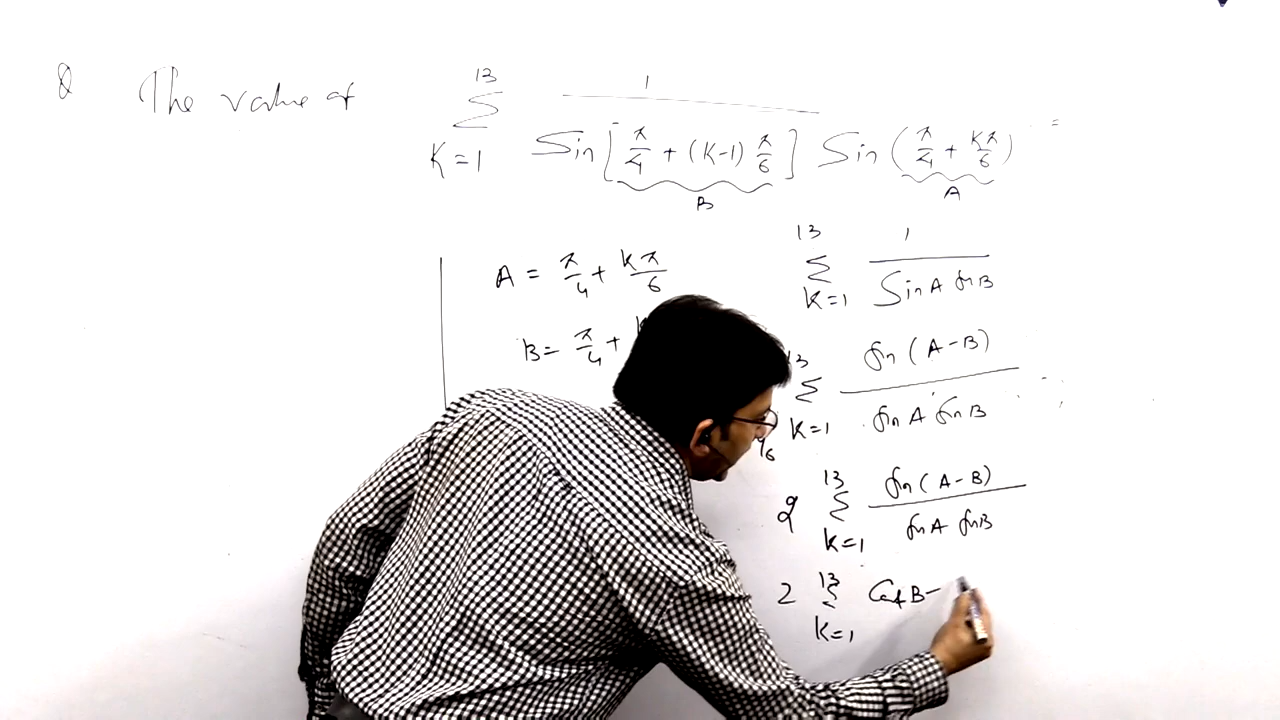 Q The value of 13 Σ K=1 1 / Sin[π/4 + (K-1) π/6] Sin(π/4 + Kπ/6) =
B A
A = π/4 + Kπ/6
B = π/4 +
13 Σ K=1 1 / Sin A Sin B
13 Σ K=1 Sin(A-B) / Sin A Sin B
2 13 Σ K=1 Sin(A-B) / Sin A Sin B
2 13 Σ K=1 Cot B -